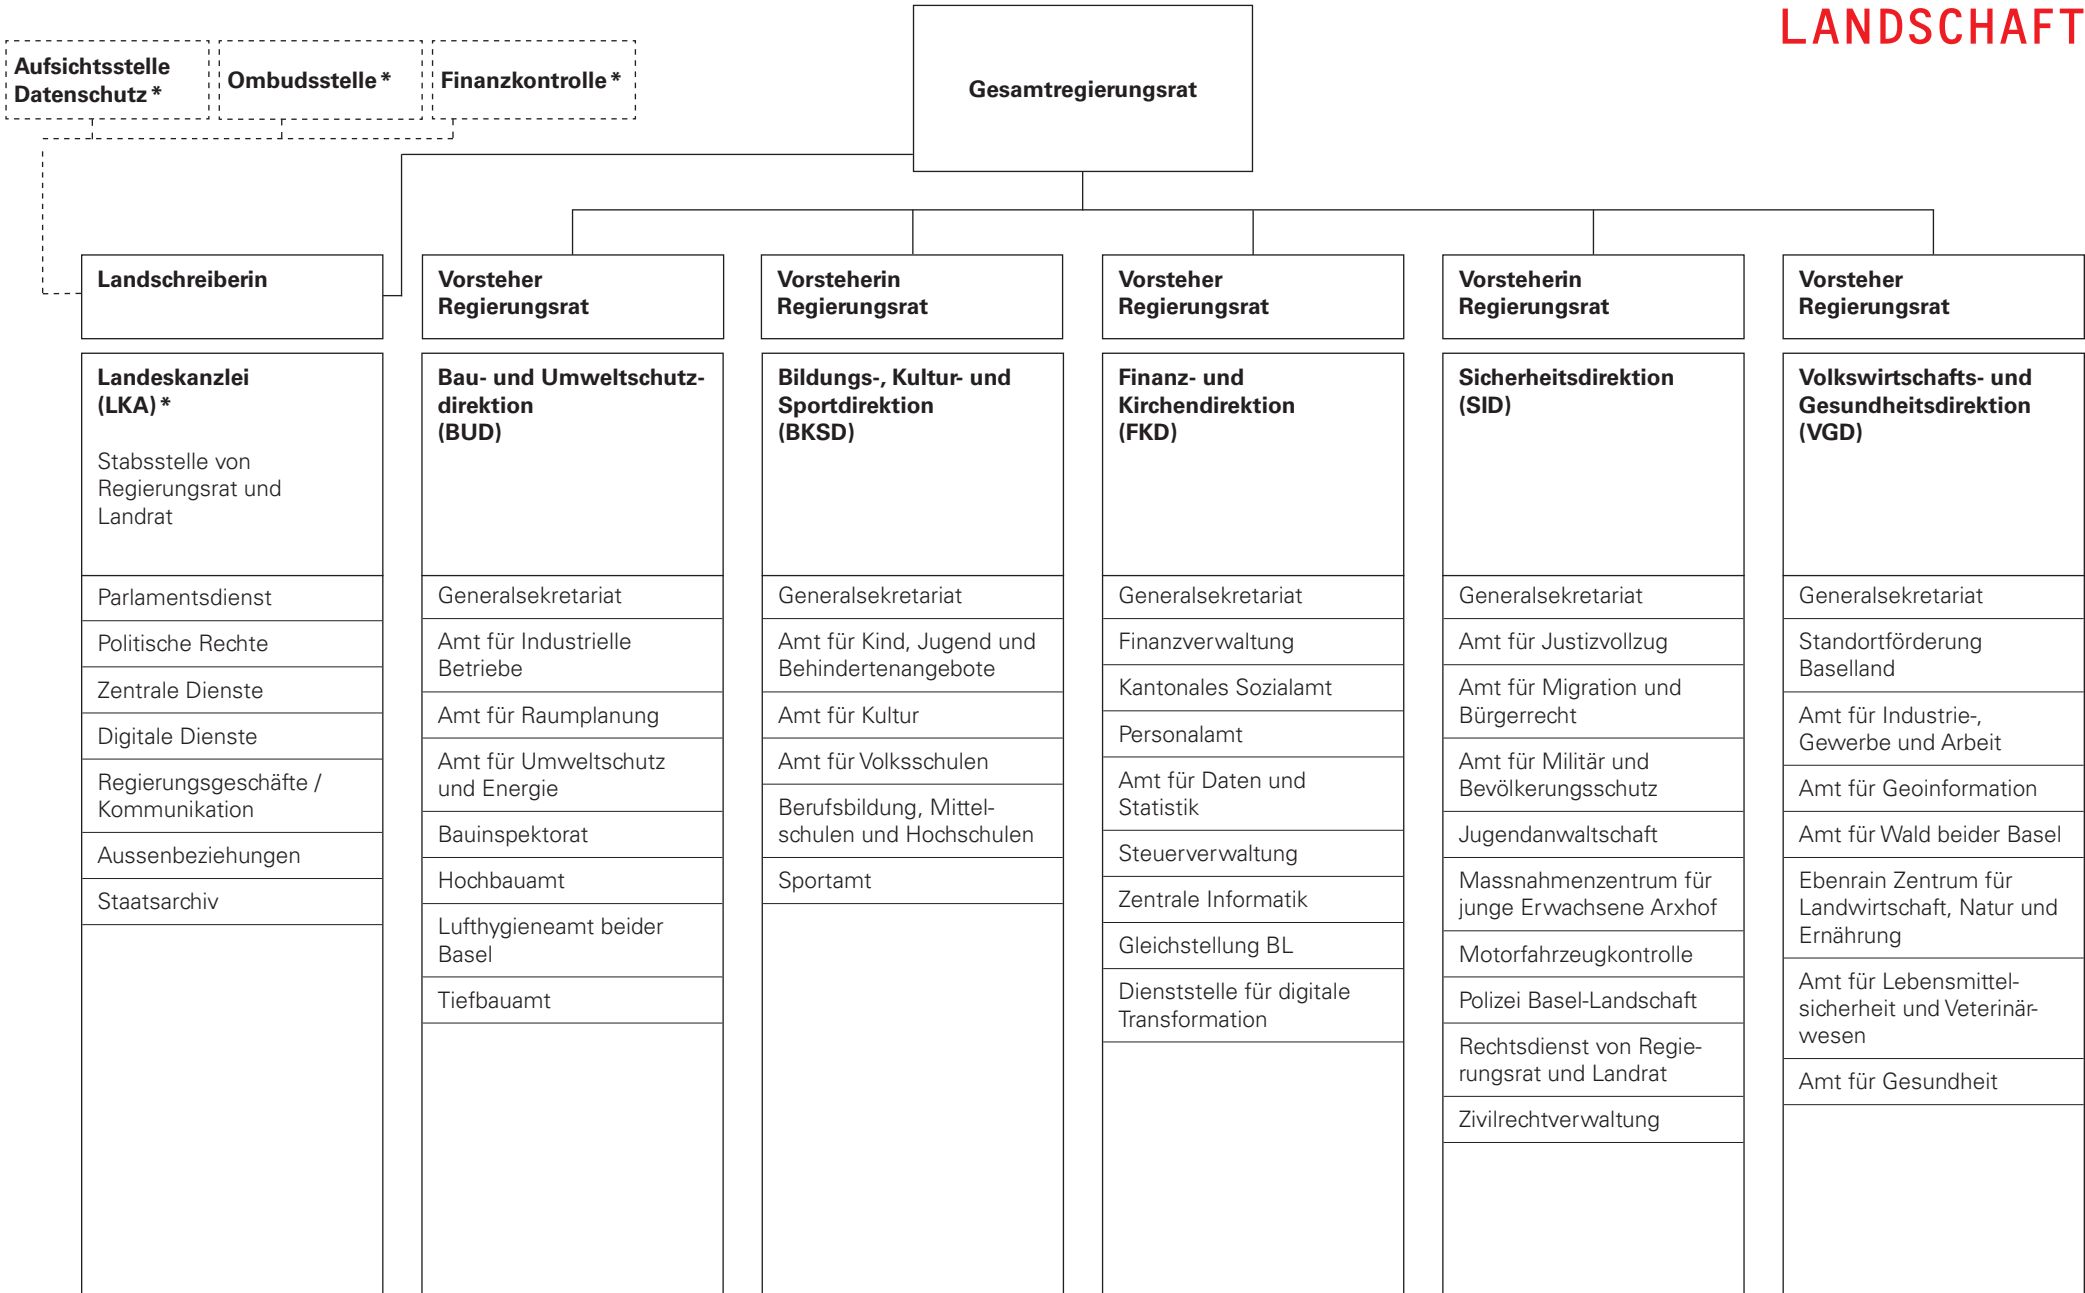 LANDSCHAFT
Aufsichtsstelle
Datenschutz *
Ombudsstelle *
Finanzkontrolle *
Gesamtregierungsrat
Landschreiberin
Vorsteher
Regierungsrat
Vorsteherin
Regierungsrat
Vorsteher
Regierungsrat
Vorsteherin
Regierungsrat
Vorsteher
Regierungsrat
Landeskanzlei
(LKA) *
Stabsstelle von
Regierungsrat und
Landrat
Parlamentsdienst
Politische Rechte
Zentrale Dienste
Digitale Dienste
Regierungsgeschäfte /
Kommunikation
Aussenbeziehungen
Staatsarchiv
Bau- und Umweltschutz-
direktion
(BUD)
Generalsekretariat
Amt für Industrielle
Betriebe
Amt für Raumplanung
Amt für Umweltschutz
und Energie
Bauinspektorat
Hochbauamt
Lufthygieneamt beider
Basel
Tiefbauamt
Bildungs-, Kultur- und
Sportdirektion
(BKSD)
Generalsekretariat
Amt für Kind, Jugend und
Behindertenangebote
Amt für Kultur
Amt für Volksschulen
Berufsbildung, Mittel-
schulen und Hochschulen
Sportamt
Finanz- und
Kirchendirektion
(FKD)
Generalsekretariat
Finanzverwaltung
Kantonales Sozialamt
Personalamt
Amt für Daten und
Statistik
Steuerverwaltung
Zentrale Informatik
Gleichstellung BL
Dienststelle für digitale
Transformation
Sicherheitsdirektion
(SID)
Generalsekretariat
Amt für Justizvollzug
Amt für Migration und
Bürgerrecht
Amt für Militär und
Bevölkerungsschutz
Jugendanwaltschaft
Massnahmenzentrum für
junge Erwachsene Arxhof
Motorfahrzeugkontrolle
Polizei Basel-Landschaft
Rechtsdienst von Regie-
rungsrat und Landrat
Zivilrechtverwaltung
Volkswirtschafts- und
Gesundheitsdirektion
(VGD)
Generalsekretariat
Standortförderung
Baselland
Amt für Industrie-,
Gewerbe und Arbeit
Amt für Geoinformation
Amt für Wald beider Basel
Ebenrain Zentrum für
Landwirtschaft, Natur und
Ernährung
Amt für Lebensmittel-
sicherheit und Veterinär-
wesen
Amt für Gesundheit